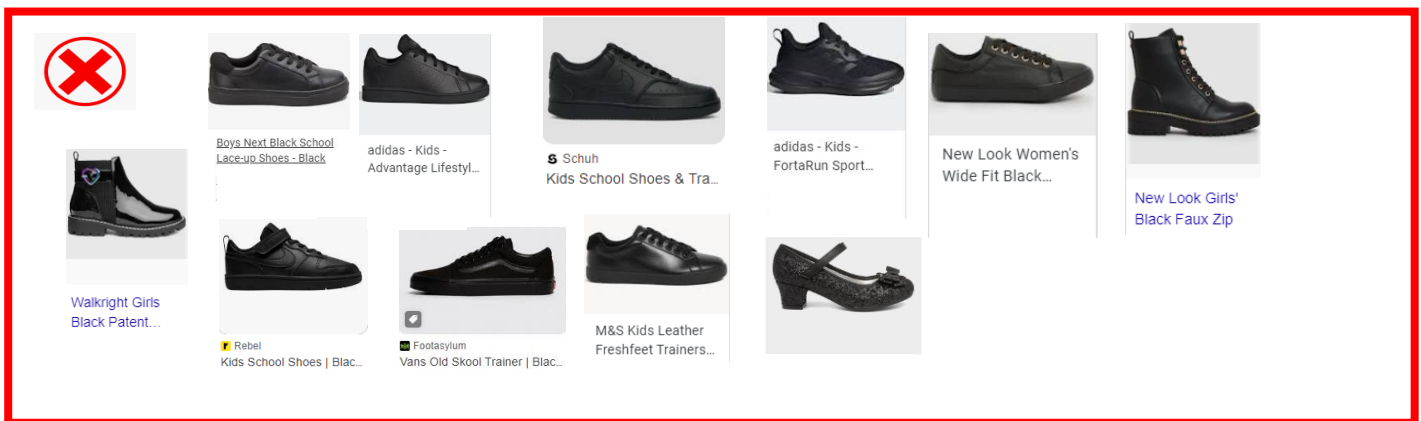 Boys Next Black School
Lace-up Shoes - Black
adidas - Kids -
Advantage Lifestyl...
Schuh
Kids School Shoes & Tra...
adidas - Kids -
FortaRun Sport...
New Look Women's
Wide Fit Black...
New Look Girls'
Black Faux Zip
Walkright Girls
Black Patent...
Rebel
Kids School Shoes | Blac...
Footasylum
Vans Old Skool Trainer | Blac...
M&S Kids Leather
Freshfeet Trainers...